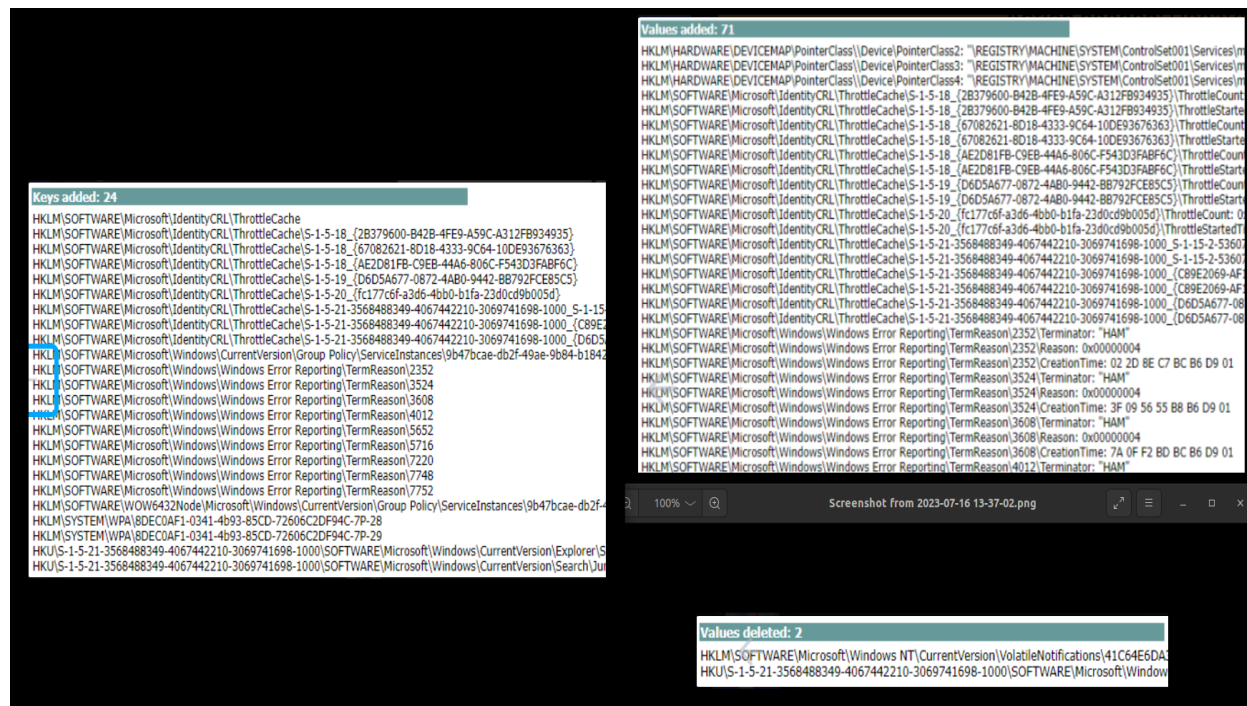 Keys added: 24
HKLM\SOFTWARE\Microsoft\IdentityCRL\ThrottleCache
HKLM\SOFTWARE\Microsoft\IdentityCRL\ThrottleCache\S-1-5-18_{2B379600-B42B-4FE9-A59C-A312FB934935}
HKLM\SOFTWARE\Microsoft\IdentityCRL\ThrottleCache\S-1-5-18_{67082621-8D18-4333-9C64-10DE93676363}
HKLM\SOFTWARE\Microsoft\IdentityCRL\ThrottleCache\S-1-5-18_{AE2D81FB-C9EB-44A6-806C-F543D3FABF6C}
HKLM\SOFTWARE\Microsoft\IdentityCRL\ThrottleCache\S-1-5-19_{D6D5A677-0872-4AB0-9442-BB792FCE85C5}
HKLM\SOFTWARE\Microsoft\IdentityCRL\ThrottleCache\S-1-5-20_{fc177c6f-a3d6-4bb0-b1fa-23d0cd9b005d}
HKLM\SOFTWARE\Microsoft\IdentityCRL\ThrottleCache\S-1-5-21-3568488349-4067442210-3069741698-1000_S-1-15-
HKLM\SOFTWARE\Microsoft\IdentityCRL\ThrottleCache\S-1-5-21-3568488349-4067442210-3069741698-1000_{C89E2
HKLM\SOFTWARE\Microsoft\IdentityCRL\ThrottleCache\S-1-5-21-3568488349-4067442210-3069741698-1000_{D6D5
HKLM\SOFTWARE\Microsoft\Windows\CurrentVersion\Group Policy\ServiceInstances\9b47bcae-db2f-49ae-9b84-b1842
HKLM\SOFTWARE\Microsoft\Windows\Windows Error Reporting\TermReason\2352
HKLM\SOFTWARE\Microsoft\Windows\Windows Error Reporting\TermReason\3524
HKLM\SOFTWARE\Microsoft\Windows\Windows Error Reporting\TermReason\3608
HKLM\SOFTWARE\Microsoft\Windows\Windows Error Reporting\TermReason\4012
HKLM\SOFTWARE\Microsoft\Windows\Windows Error Reporting\TermReason\5652
HKLM\SOFTWARE\Microsoft\Windows\Windows Error Reporting\TermReason\5716
HKLM\SOFTWARE\Microsoft\Windows\Windows Error Reporting\TermReason\7220
HKLM\SOFTWARE\Microsoft\Windows\Windows Error Reporting\TermReason\7748
HKLM\SOFTWARE\Microsoft\Windows\Windows Error Reporting\TermReason\7752
HKLM\SOFTWARE\WOW6432Node\Microsoft\Windows\CurrentVersion\Group Policy\ServiceInstances\9b47bcae-db2f-4
HKLM\SYSTEM\WPA\8DEC0AF1-0341-4b93-85CD-72606C2DF94C-7P-28
HKLM\SYSTEM\WPA\8DEC0AF1-0341-4b93-85CD-72606C2DF94C-7P-29
HKU\S-1-5-21-3568488349-4067442210-3069741698-1000\SOFTWARE\Microsoft\Windows\CurrentVersion\Explorer\S
HKU\S-1-5-21-3568488349-4067442210-3069741698-1000\SOFTWARE\Microsoft\Windows\CurrentVersion\Search\Ju
Values added: 71
HKLM\HARDWARE\DEVICEMAP\PointerClass\\Device\PointerClass2: "\REGISTRY\MACHINE\SYSTEM\ControlSet001\Services\m
HKLM\HARDWARE\DEVICEMAP\PointerClass\\Device\PointerClass3: "\REGISTRY\MACHINE\SYSTEM\ControlSet001\Services\m
HKLM\HARDWARE\DEVICEMAP\PointerClass\\Device\PointerClass4: "\REGISTRY\MACHINE\SYSTEM\ControlSet001\Services\m
HKLM\SOFTWARE\Microsoft\IdentityCRL\ThrottleCache\S-1-5-18_{2B379600-B42B-4FE9-A59C-A312FB934935}\ThrottleCount
HKLM\SOFTWARE\Microsoft\IdentityCRL\ThrottleCache\S-1-5-18_{2B379600-B42B-4FE9-A59C-A312FB934935}\ThrottleStarte
HKLM\SOFTWARE\Microsoft\IdentityCRL\ThrottleCache\S-1-5-18_{67082621-8D18-4333-9C64-10DE93676363}\ThrottleCount
HKLM\SOFTWARE\Microsoft\IdentityCRL\ThrottleCache\S-1-5-18_{67082621-8D18-4333-9C64-10DE93676363}\ThrottleStarte
HKLM\SOFTWARE\Microsoft\IdentityCRL\ThrottleCache\S-1-5-18_{AE2D81FB-C9EB-44A6-806C-F543D3FABF6C}\ThrottleCoun
HKLM\SOFTWARE\Microsoft\IdentityCRL\ThrottleCache\S-1-5-18_{AE2D81FB-C9EB-44A6-806C-F543D3FABF6C}\ThrottleStart
HKLM\SOFTWARE\Microsoft\IdentityCRL\ThrottleCache\S-1-5-19_{D6D5A677-0872-4AB0-9442-BB792FCE85C5}\ThrottleCoun
HKLM\SOFTWARE\Microsoft\IdentityCRL\ThrottleCache\S-1-5-19_{D6D5A677-0872-4AB0-9442-BB792FCE85C5}\ThrottleStart
HKLM\SOFTWARE\Microsoft\IdentityCRL\ThrottleCache\S-1-5-20_{fc177c6f-a3d6-4bb0-b1fa-23d0cd9b005d}\ThrottleCount: 0
HKLM\SOFTWARE\Microsoft\IdentityCRL\ThrottleCache\S-1-5-20_{fc177c6f-a3d6-4bb0-b1fa-23d0cd9b005d}\ThrottleStartedTi
HKLM\SOFTWARE\Microsoft\IdentityCRL\ThrottleCache\S-1-5-21-3568488349-4067442210-3069741698-1000_S-1-15-2-53607
HKLM\SOFTWARE\Microsoft\IdentityCRL\ThrottleCache\S-1-5-21-3568488349-4067442210-3069741698-1000_S-1-15-2-53607
HKLM\SOFTWARE\Microsoft\IdentityCRL\ThrottleCache\S-1-5-21-3568488349-4067442210-3069741698-1000_{C89E2069-AF1
HKLM\SOFTWARE\Microsoft\IdentityCRL\ThrottleCache\S-1-5-21-3568488349-4067442210-3069741698-1000_{C89E2069-AF1
HKLM\SOFTWARE\Microsoft\IdentityCRL\ThrottleCache\S-1-5-21-3568488349-4067442210-3069741698-1000_{D6D5A677-08
HKLM\SOFTWARE\Microsoft\IdentityCRL\ThrottleCache\S-1-5-21-3568488349-4067442210-3069741698-1000_{D6D5A677-08
HKLM\SOFTWARE\Microsoft\Windows\Windows Error Reporting\TermReason\2352\Terminator: "HAM"
HKLM\SOFTWARE\Microsoft\Windows\Windows Error Reporting\TermReason\2352\Reason: 0x00000004
HKLM\SOFTWARE\Microsoft\Windows\Windows Error Reporting\TermReason\2352\CreationTime: 02 2D 8E C7 BC B6 D9 01
HKLM\SOFTWARE\Microsoft\Windows\Windows Error Reporting\TermReason\3524\Terminator: "HAM"
HKLM\SOFTWARE\Microsoft\Windows\Windows Error Reporting\TermReason\3524\Reason: 0x00000004
HKLM\SOFTWARE\Microsoft\Windows\Windows Error Reporting\TermReason\3524\CreationTime: 3F 09 56 55 B8 B6 D9 01
HKLM\SOFTWARE\Microsoft\Windows\Windows Error Reporting\TermReason\3608\Terminator: "HAM"
HKLM\SOFTWARE\Microsoft\Windows\Windows Error Reporting\TermReason\3608\Reason: 0x00000004
HKLM\SOFTWARE\Microsoft\Windows\Windows Error Reporting\TermReason\3608\CreationTime: 7A 0F F2 BD BC B6 D9 01
HKLM\SOFTWARE\Microsoft\Windows\Windows Error Reporting\TermReason\4012\Terminator: "HAM"
100% Screenshot from 2023-07-16 13-37-02.png
Values deleted: 2
HKLM\SOFTWARE\Microsoft\Windows NT\CurrentVersion\VolatileNotifications\41C64E6DA3
HKU\S-1-5-21-3568488349-4067442210-3069741698-1000\SOFTWARE\Microsoft\Window